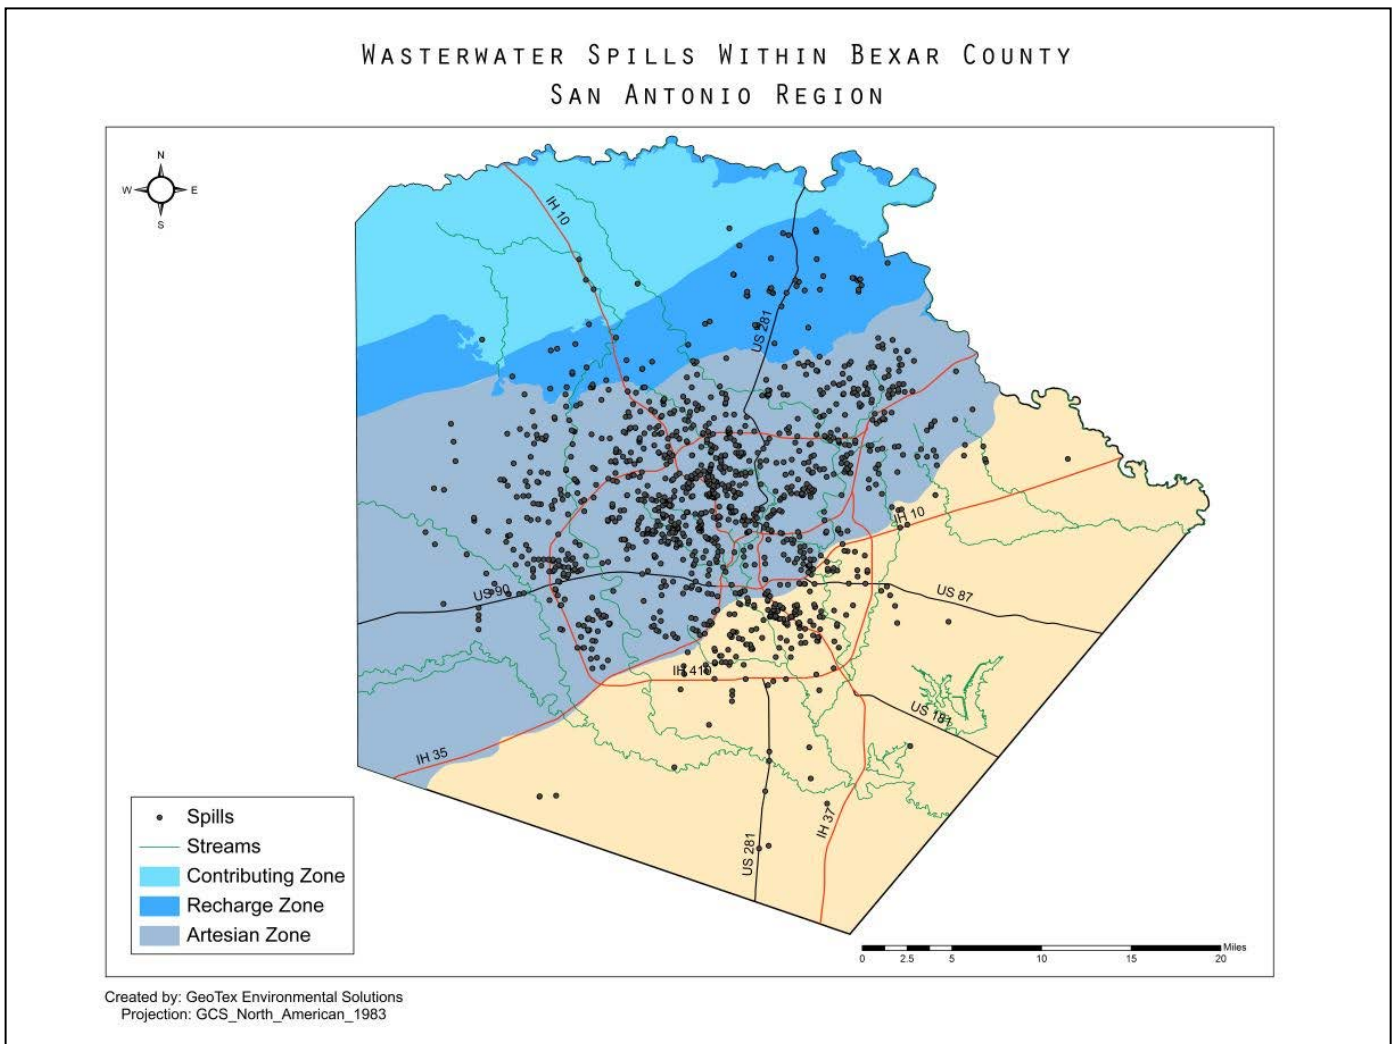 WASTERWATER SPILLS WITHIN BEXAR COUNTY
SAN ANTONIO REGION
N
W E
S
IH 10
US 281
IH 10
US 90
US 87
IH 410
US 181
IH 35
IH 37
US 281
Spills
Streams
Contributing Zone
Recharge Zone
Artesian Zone
Miles
0 2.5 5 10 15 20
Created by: GeoTex Environmental Solutions
Projection: GCS_North_American_1983